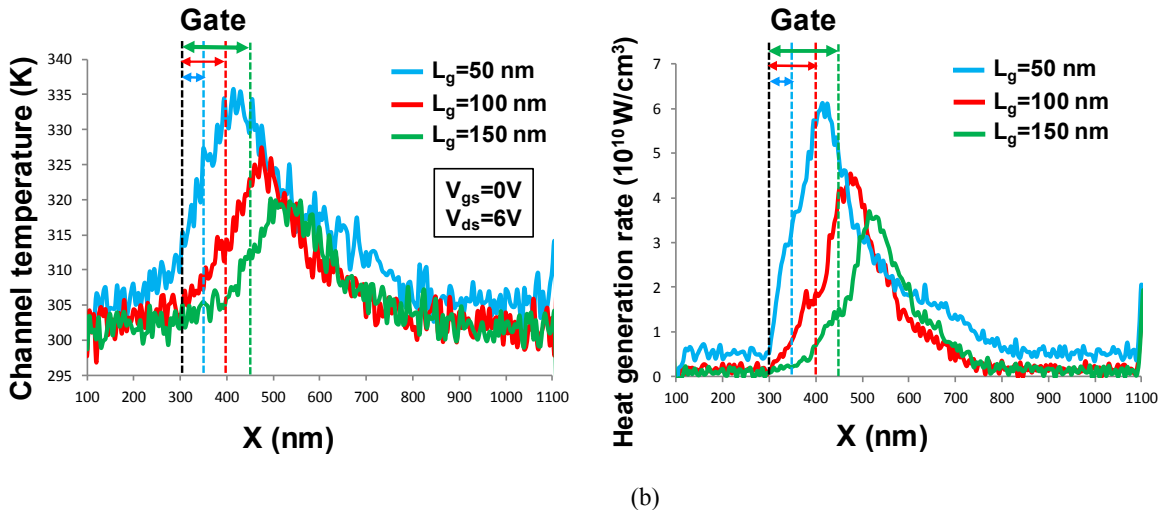 Gate
Channel temperature (K)
340
335
330
325
320
315
310
305
300
295
L_g=50 nm
L_g=100 nm
L_g=150 nm
V_gs=0V
V_ds=6V
100 200 300 400 500 600 700 800 900 1000 1100
X (nm)
Gate
Heat generation rate (10^10 W/cm^3)
7
6
5
4
3
2
1
0
L_g=50 nm
L_g=100 nm
L_g=150 nm
100 200 300 400 500 600 700 800 900 1000 1100
X (nm)
(b)